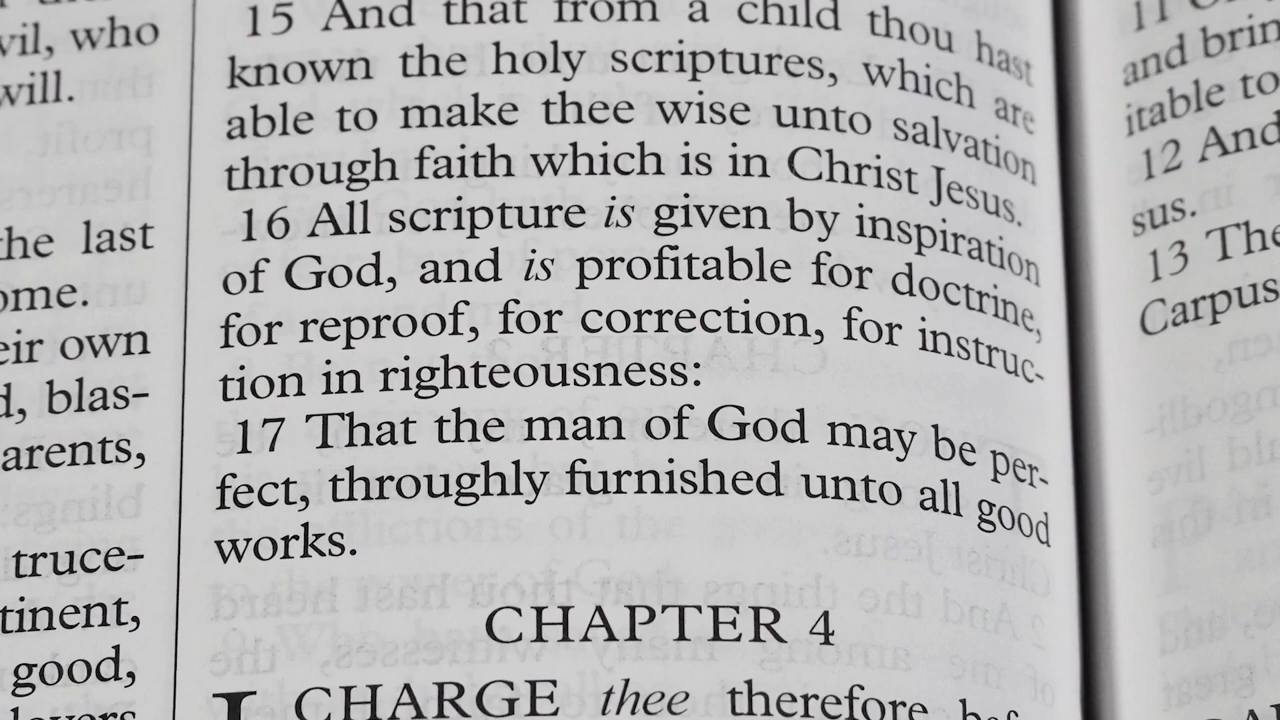 vil, who
will.
the last
ome.
eir own
d, blas-
arents,
truce-
tinent,
good,
lovers
15 And that from a child thou hast
known the holy scriptures, which are
able to make thee wise unto salvation
through faith which is in Christ Jesus.
16 All scripture is given by inspiration
of God, and is profitable for doctrine,
for reproof, for correction, for instruc-
tion in righteousness:
17 That the man of God may be per-
fect, throughly furnished unto all good
works.
CHAPTER 4
I CHARGE thee therefore bef
11
and brin
itable to
12 And
sus.
13 The
Carpus